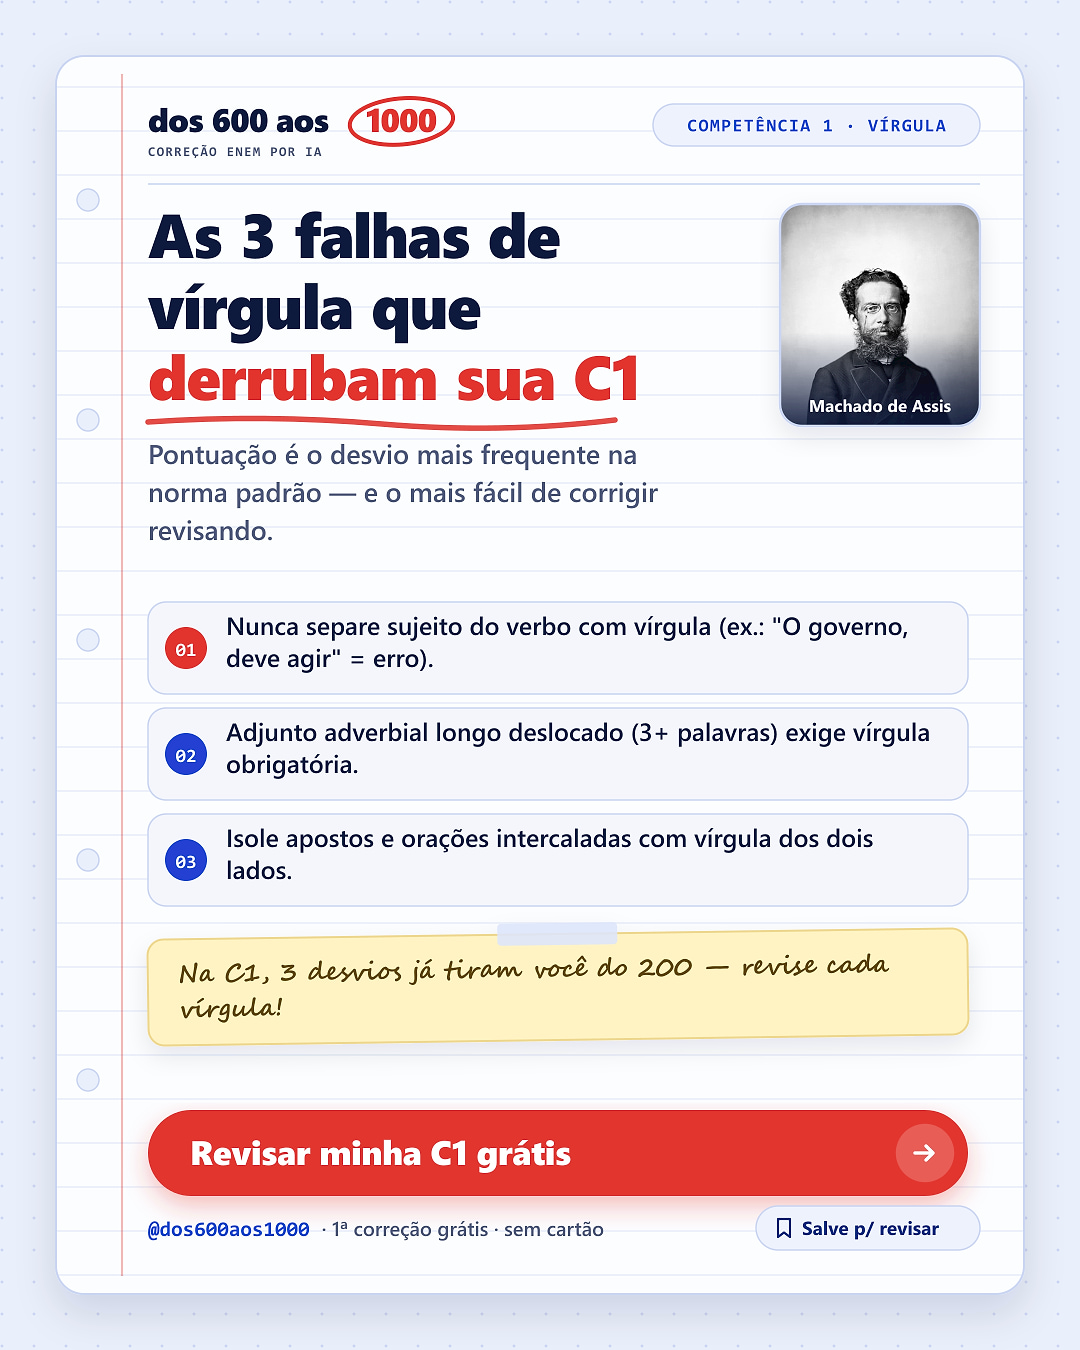 dos 600 aos 1000
CORREÇÃO ENEM POR IA
COMPETÊNCIA 1 · VÍRGULA
As 3 falhas de
vírgula que
derrubam sua C1
Machado de Assis
Pontuação é o desvio mais frequente na
norma padrão — e o mais fácil de corrigir
revisando.
01 Nunca separe sujeito do verbo com vírgula (ex.: "O governo,
deve agir" = erro).
02 Adjunto adverbial longo deslocado (3+ palavras) exige vírgula
obrigatória.
03 Isole apostos e orações intercaladas com vírgula dos dois
lados.
Na C1, 3 desvios já tiram você do 200 — revise cada
vírgula!
Revisar minha C1 grátis →
@dos600aos1000 · 1ª correção grátis · sem cartão
Salve p/ revisar